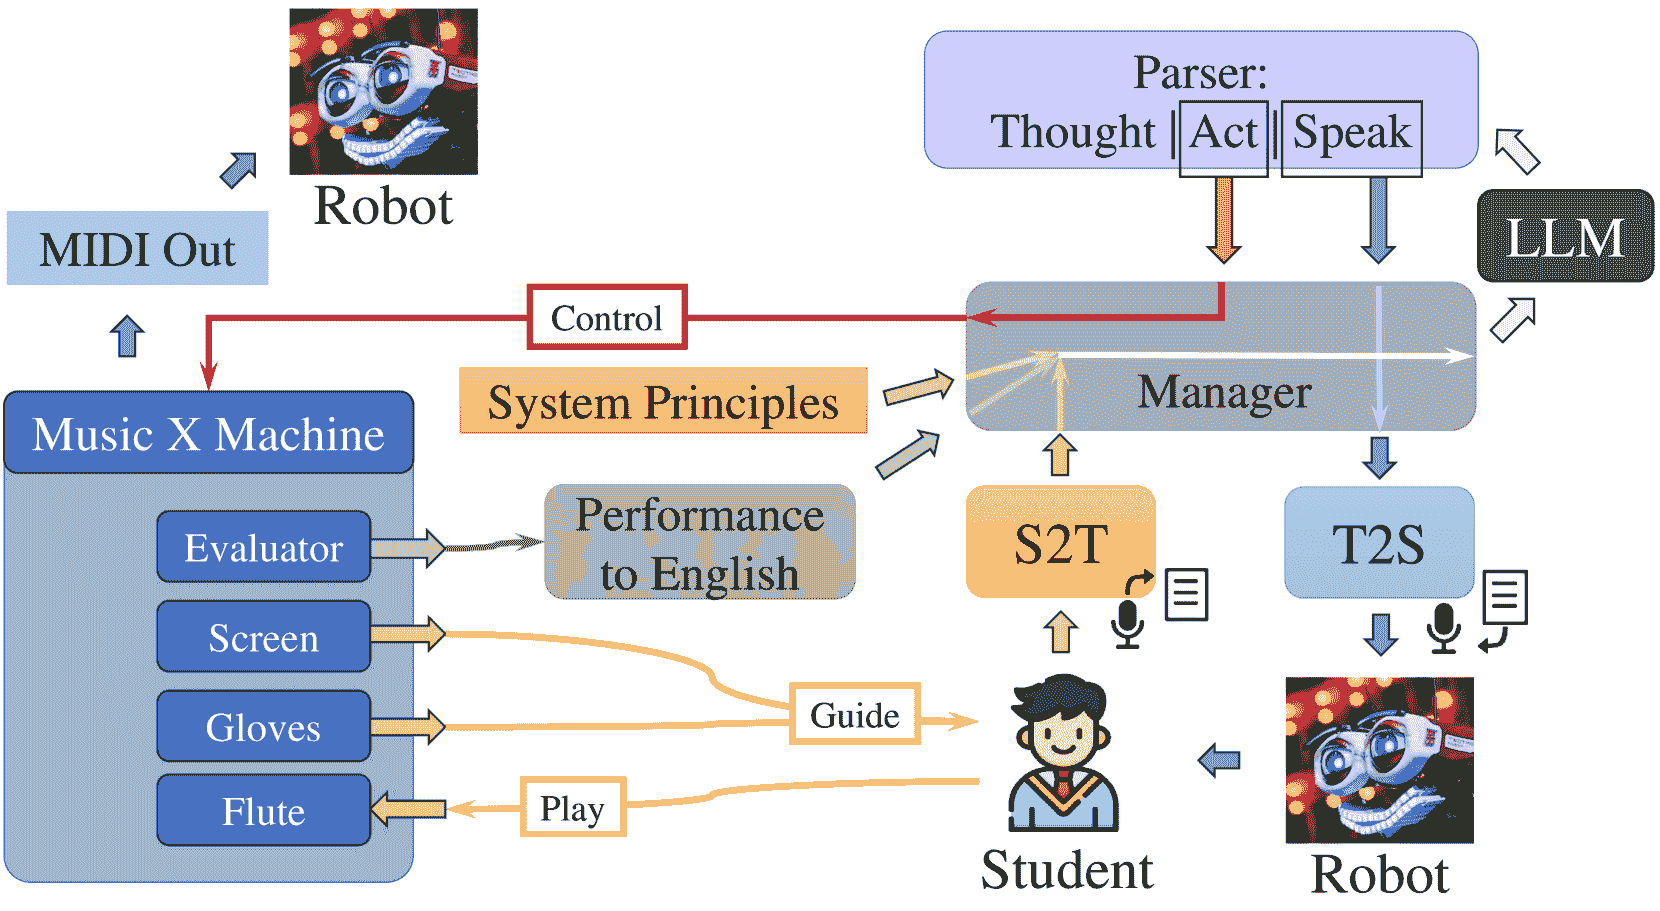 Parser:
Thought | Act | Speak
Robot
MIDI Out
LLM
Control
System Principles
Manager
Music X Machine
Performance
to English
S2T
T2S
Evaluator
Screen
Gloves
Guide
Flute
Play
Student
Robot